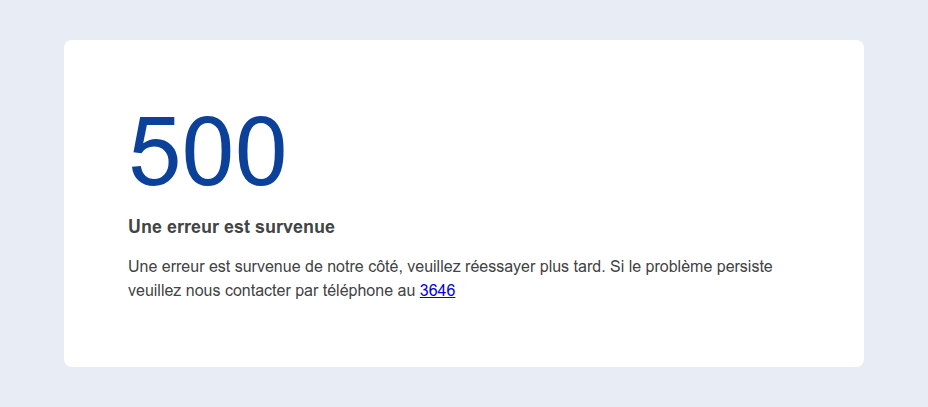 500
Une erreur est survenue
Une erreur est survenue de notre côté, veuillez réessayer plus tard. Si le problème persiste
veuillez nous contacter par téléphone au 3646